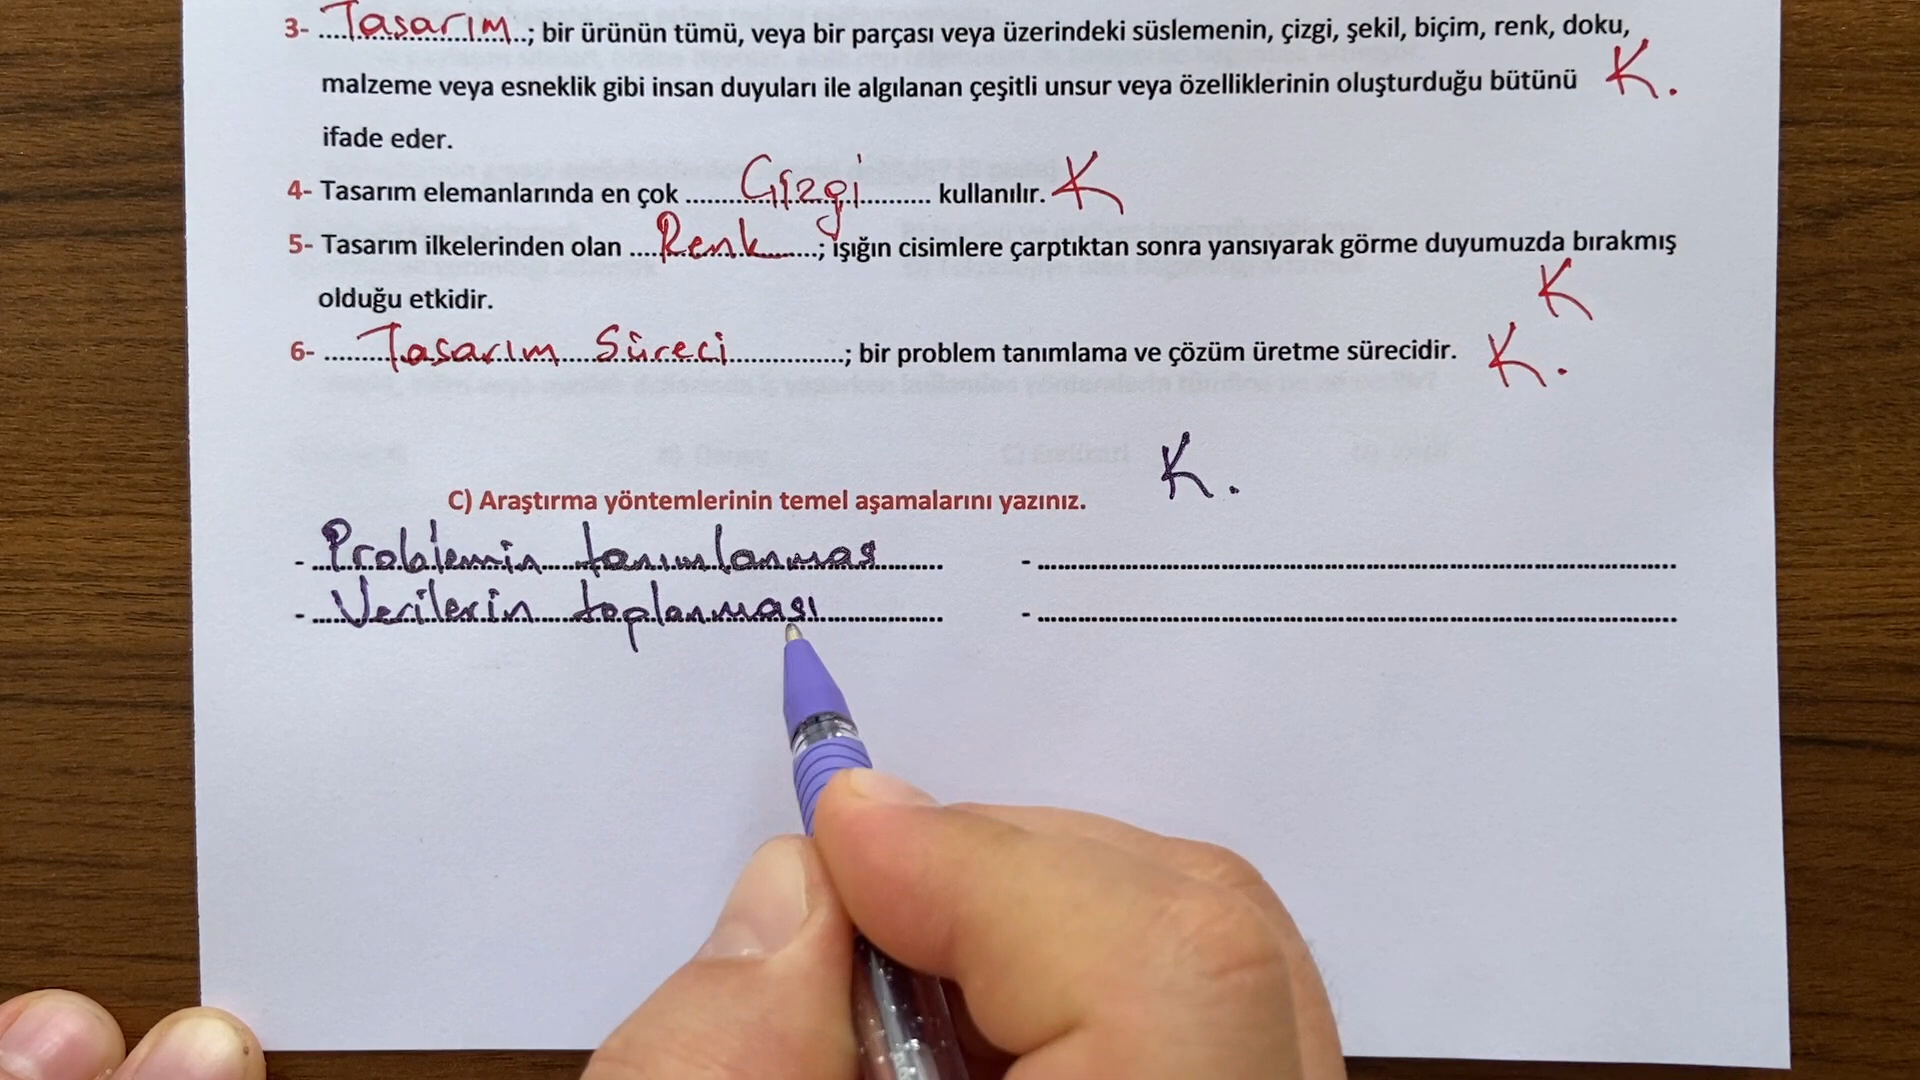 3- ....Tasarım....; bir ürünün tümü, veya bir parçası veya üzerindeki süslemenin, çizgi, şekil, biçim, renk, doku,
malzeme veya esneklik gibi insan duyuları ile algılanan çeşitli unsur veya özelliklerinin oluşturduğu bütünü K.
ifade eder.
4- Tasarım elemanlarında en çok ........Çizgi.......... kullanılır. K
5- Tasarım ilkelerinden olan ....Renk.......; ışığın cisimlere çarptıktan sonra yansıyarak görme duyumuzda bırakmış
olduğu etkidir. K
6- ........Tasarım Süreci................; bir problem tanımlama ve çözüm üretme sürecidir. K.
K.
C) Araştırma yöntemlerinin temel aşamalarını yazınız.
- ..Problemin tanımlanması.......... - ..............................
- ....Verilerin toplanması.............. - ..............................